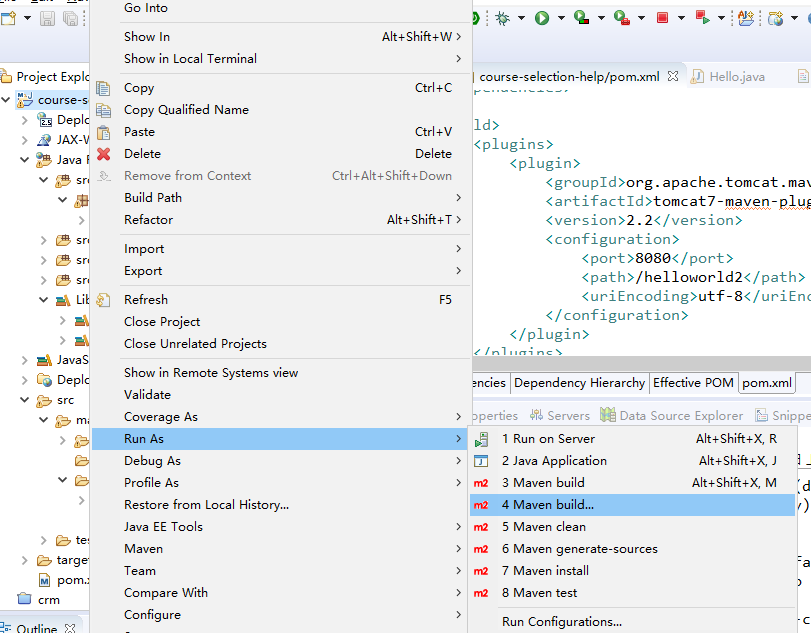 Go Into
Show In Alt+Shift+W
Show in Local Terminal
Copy Ctrl+C
Copy Qualified Name
Paste Ctrl+V
Delete Delete
Remove from Context Ctrl+Alt+Shift+Down
Build Path
Refactor Alt+Shift+T
Import
Export
Refresh F5
Close Project
Close Unrelated Projects
Show in Remote Systems view
Validate
Coverage As
Run As
Debug As
Profile As
Restore from Local History...
Java EE Tools
Maven
Team
Compare With
Configure
Project Explo
course-s
Deplo
JAX-W
Java R
src
src
src
src
Lib
JavaS
Deplo
src
ma
tes
target
pom.x
crm
Outline
course-selection-help/pom.xml
Hello.java
pendencies>
ld>
<plugins>
<plugin>
<groupId>org.apache.tomcat.mav
<artifactId>tomcat7-maven-plug
<version>2.2</version>
<configuration>
<port>8080</port>
<path>/helloworld2</path>
<uriEncoding>utf-8</uriEnc
</configuration>
</plugin>
</plugins>
encies Dependency Hierarchy Effective POM pom.xml
operties Servers Data Source Explorer Snippe
1 Run on Server Alt+Shift+X, R
2 Java Application Alt+Shift+X, J
m2 3 Maven build Alt+Shift+X, M
m2 4 Maven build...
m2 5 Maven clean
m2 6 Maven generate-sources
m2 7 Maven install
m2 8 Maven test
Run Configurations...